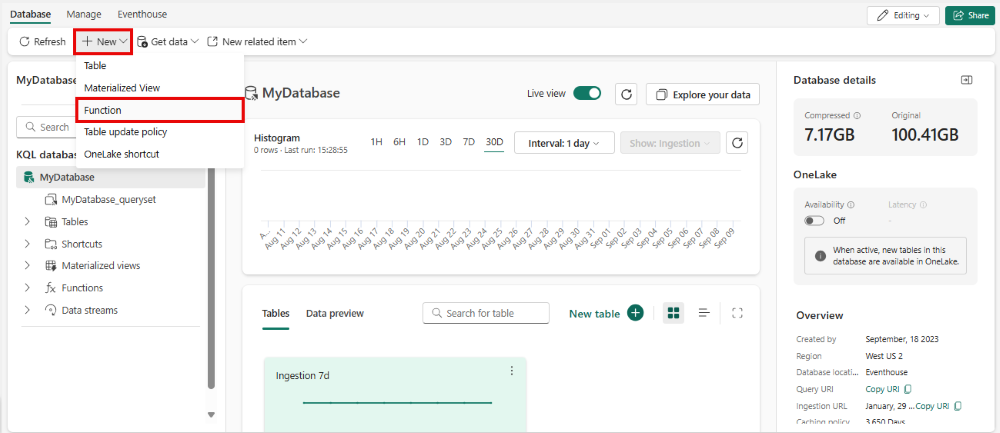 Database Manage Eventhouse
Editing
Share
Refresh
New
Get data
New related item
Table
Materialized View
Function
Table update policy
OneLake shortcut
MyDatabase
Search
KQL databas
MyDatabase
MyDatabase_queryset
Tables
Shortcuts
Materialized views
Functions
Data streams
MyDatabase
Live view
Explore your data
Histogram
0 rows · Last run: 15:28:55
1H 6H 1D 3D 7D 30D
Interval: 1 day
Show: Ingestion
A... Aug 11 Aug 12 Aug 13 Aug 14 Aug 15 Aug 16 Aug 17 Aug 18 Aug 19 Aug 20 Aug 21 Aug 22 Aug 23 Aug 24 Aug 25 Aug 26 Aug 27 Aug 28 Aug 29 Aug 30 Aug 31 Sep 01 Sep 02 Sep 03 Sep 04 Sep 05 Sep 06 Sep 07 Sep 08 Sep 09
Tables Data preview
Search for table
New table
Ingestion 7d
Database details
Compressed Original
7.17GB 100.41GB
OneLake
Availability Latency
Off -
When active, new tables in this
database are available in OneLake.
Overview
Created by September, 18 2023
Region West US 2
Database locati... Eventhouse
Query URI Copy URI
Ingestion URL January, 29 ... Copy URI
Caching policy 3,650 Days